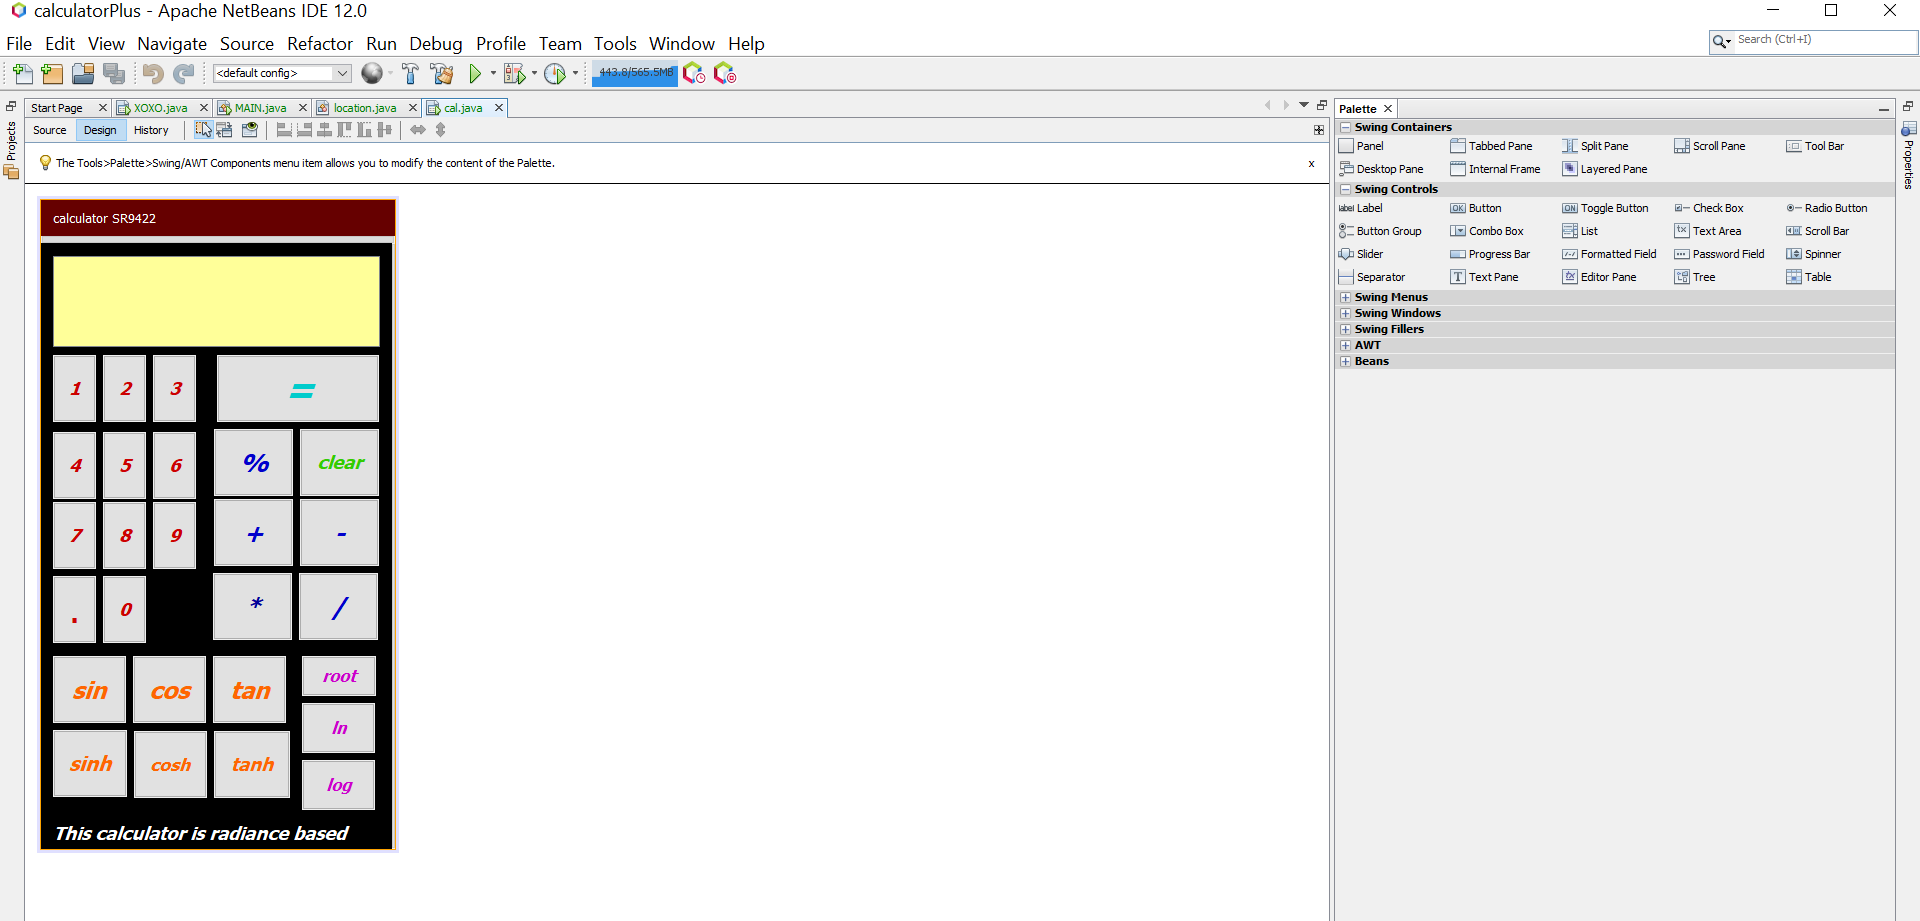 calculatorPlus - Apache NetBeans IDE 12.0
File Edit View Navigate Source Refactor Run Debug Profile Team Tools Window Help
Search (Ctrl+I)
<default config>
443.8/565.5MB
Start Page XOXO.java MAIN.java location.java cal.java
Source Design History
The Tools>Palette>Swing/AWT Components menu item allows you to modify the content of the Palette.
x
Projects
calculator SR9422
1 2 3 =
4 5 6 % clear
7 8 9 + -
. 0 * /
sin cos tan root
ln
sinh cosh tanh
log
This calculator is radiance based
Palette
Swing Containers
Panel Tabbed Pane Split Pane Scroll Pane Tool Bar
Desktop Pane Internal Frame Layered Pane
Swing Controls
label Label OK Button ON Toggle Button Check Box Radio Button
Button Group Combo Box List Text Area Scroll Bar
Slider Progress Bar Formatted Field Password Field Spinner
Separator Text Pane Editor Pane Tree Table
Swing Menus
Swing Windows
Swing Fillers
AWT
Beans
Properties